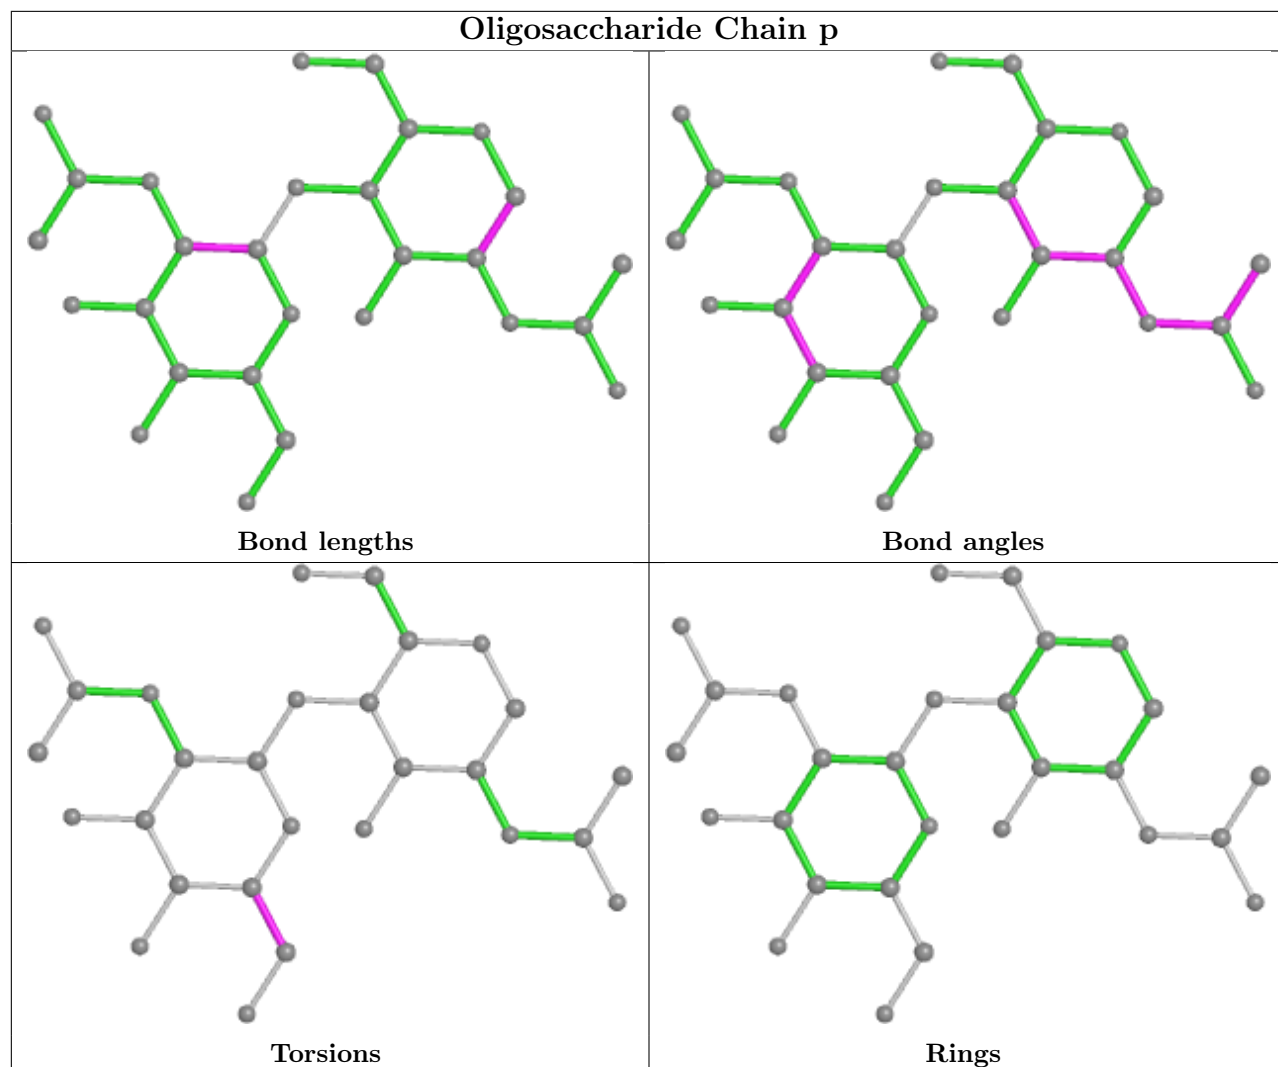 Oligosaccharide Chain p
Bond lengths
Bond angles
Torsions
Rings